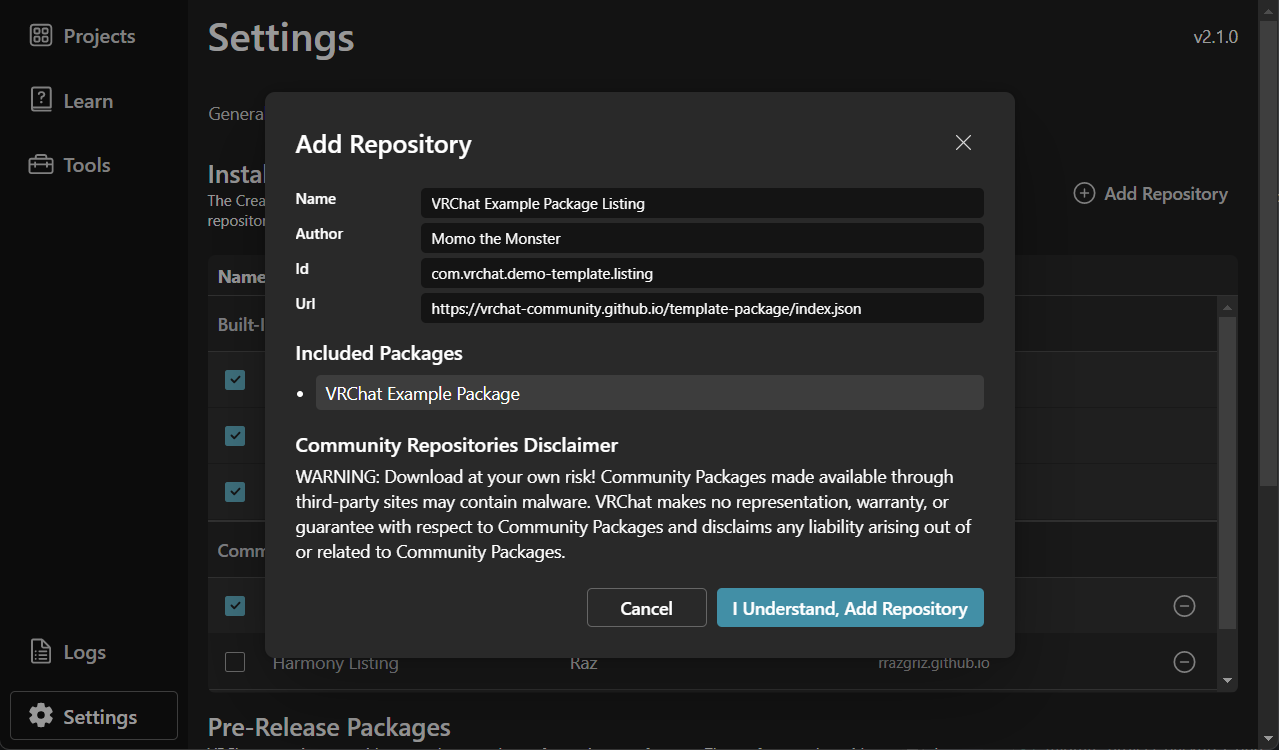 Projects
Learn
Tools
Logs
Settings
Settings
v2.1.0
Genera
Instal
The Crea
repositor
Add Repository
Name
Built-I
Comm
Add Repository
Name
VRChat Example Package Listing
Author
Momo the Monster
Id
com.vrchat.demo-template.listing
Url
https://vrchat-community.github.io/template-package/index.json
Included Packages
• VRChat Example Package
Community Repositories Disclaimer
WARNING: Download at your own risk! Community Packages made available through
third-party sites may contain malware. VRChat makes no representation, warranty, or
guarantee with respect to Community Packages and disclaims any liability arising out of
or related to Community Packages.
Cancel
I Understand, Add Repository
Harmony Listing
Raz
rrazgriz.github.io
Pre-Release Packages